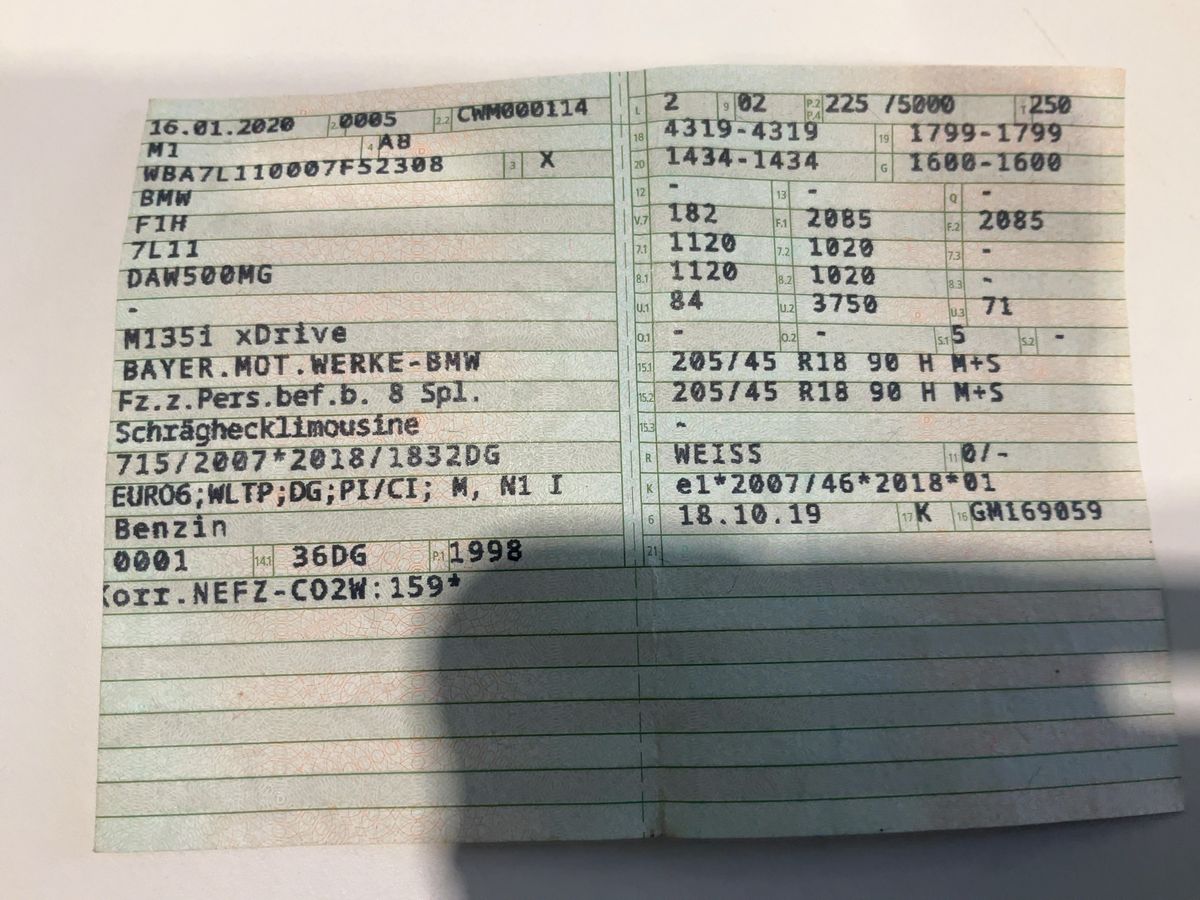 16.01.2020 2.1 0005 2.2 CWM000114
M1 4 A8
WBA7L110007F52308 3 X
BMW
F1H
7L11
DAW500MG
-
M135i xDrive
BAYER.MOT.WERKE-BMW
Fz.z.Pers.bef.b. 8 Spl.
Schräghecklimousine
715/2007*2018/1832DG
EURO6;WLTP;DG;PI/CI; M, N1 I
Benzin
0001 14.1 36DG P.1 1998
Korr.NEFZ-CO2W:159*
L 2 9 02 P.2 P.4 225 /5000 T 250
18 4319-4319 19 1799-1799
20 1434-1434 G 1600-1600
12 - 13 - Q -
V.7 182 F.1 2085 F.2 2085
7.1 1120 7.2 1020 7.3 -
8.1 1120 8.2 1020 8.3 -
U.1 84 U.2 3750 U.3 71
O.1 - O.2 - S.1 5 S.2 -
15.1 205/45 R18 90 H M+S
15.2 205/45 R18 90 H M+S
15.3 -
R WEISS 11 0/-
K e1*2007/46*2018*01
6 18.10.19 17 K 16 GM169059
21